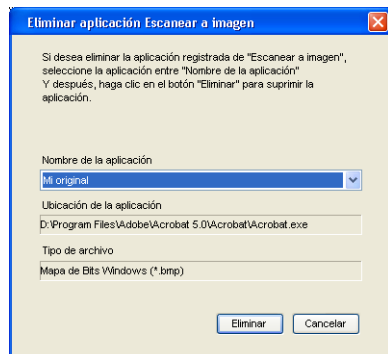 Eliminar aplicación Escanear a imagen
Si desea eliminar la aplicación registrada de "Escanear a imagen",
seleccione la aplicación entre "Nombre de la aplicación"
Y después, haga clic en el botón "Eliminar" para suprimir la
aplicación.
Nombre de la aplicación
Mi original
Ubicación de la aplicación
D:\Program Files\Adobe\Acrobat 5.0\Acrobat\Acrobat.exe
Tipo de archivo
Mapa de Bits Windows (*.bmp)
Eliminar
Cancelar